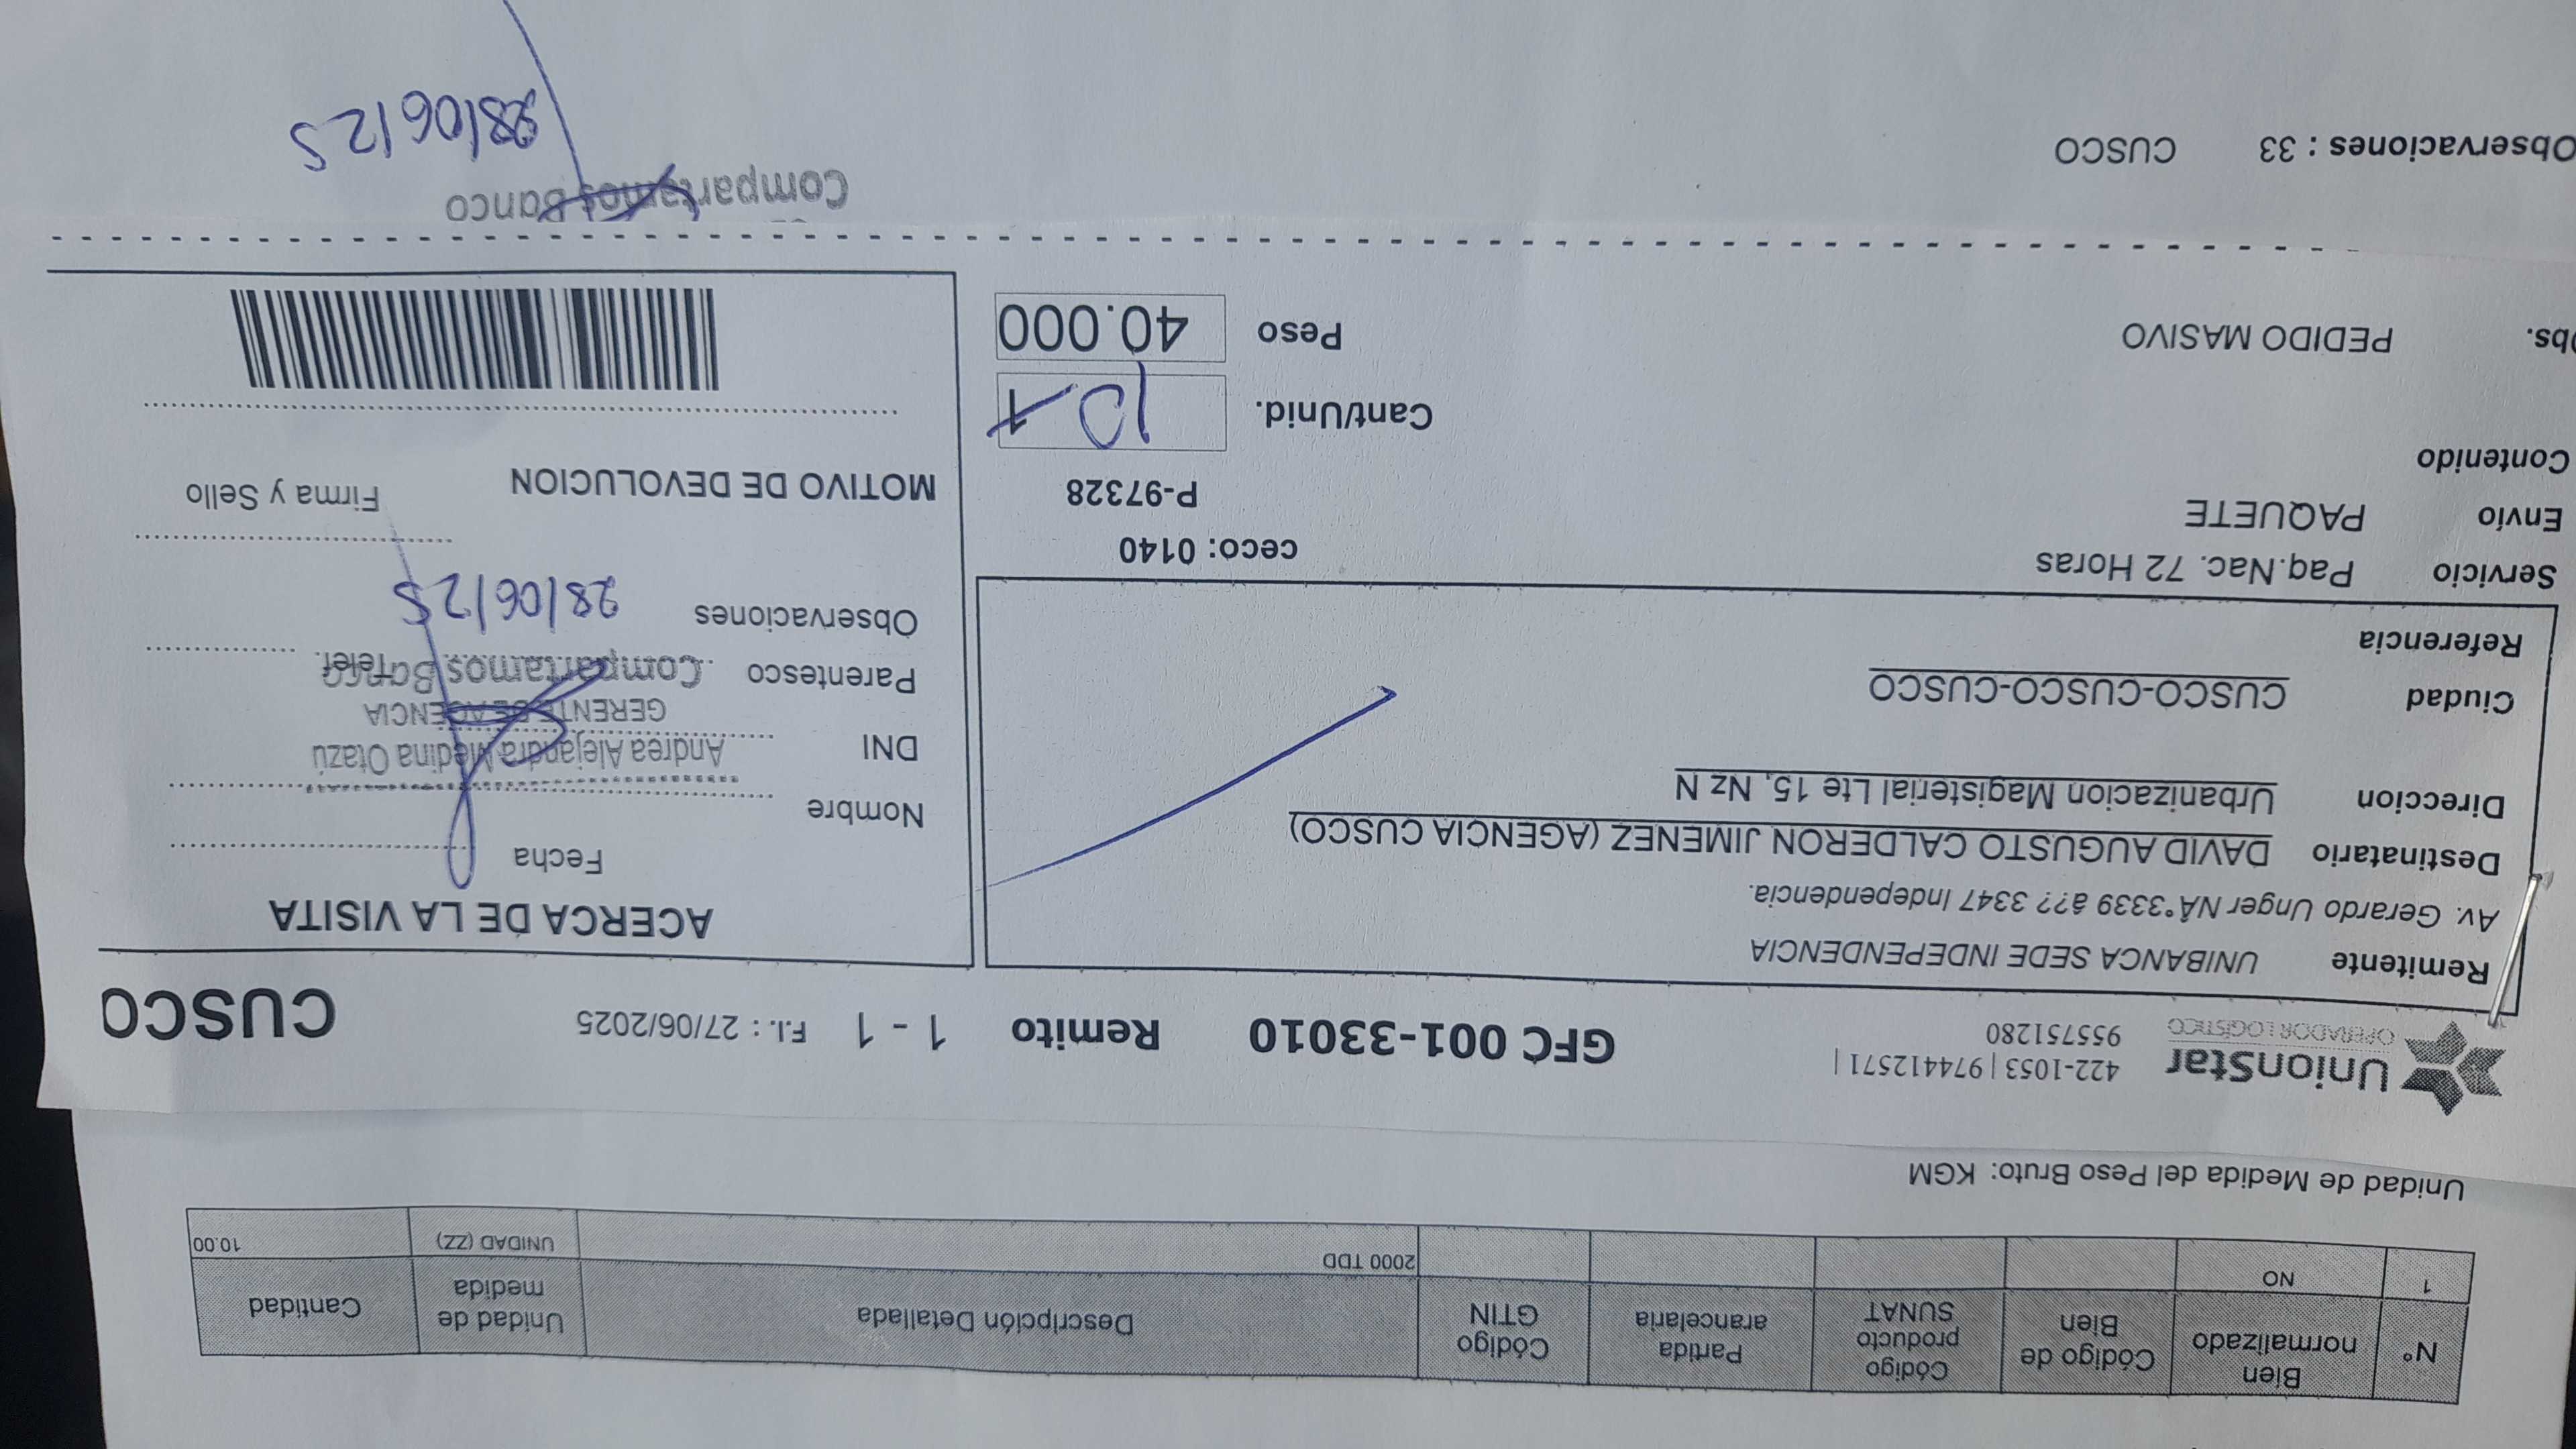 N°
Bien normalizado
Código de Bien
Código producto SUNAT
Partida arancelaria
Código GTIN
Descripción Detallada
Unidad de medida
Cantidad
1
NO
2000 TDD
UNIDAD (ZZ)
10.00
Unidad de Medida del Peso Bruto: KGM
UnionStar
OPERADOR LOGÍSTICO
422-1053 | 974412571 |
955751280
GFC 001-33010
Remito 1 - 1
F.I. : 27/06/2025
CUSCO
Remitente UNIBANCA SEDE INDEPENDENCIA
Av. Gerardo Unger NÂ°3339 â?? 3347 Independencia.
Destinatario DAVID AUGUSTO CALDERON JIMENEZ (AGENCIA CUSCO)
Direccion Urbanizacion Magisterial Lte 15, Nz N
Ciudad CUSCO-CUSCO-CUSCO
Referencia
Servicio Paq.Nac. 72 Horas
Envío PAQUETE
Contenido
Obs. PEDIDO MASIVO
ceco: 0140
P-97328
Cant/Unid. 10 1
Peso 40.000
ACERCA DE LA VISITA
Fecha
Nombre
Andrea Alejandra Medina Otazú
DNI
GERENTE DE AGENCIA
Parentesco Telef.
Compartamos Banco
Observaciones 28/06/25
MOTIVO DE DEVOLUCION
Firma y Sello
Observaciones : 33 CUSCO
Compartamos Banco
28/06/25